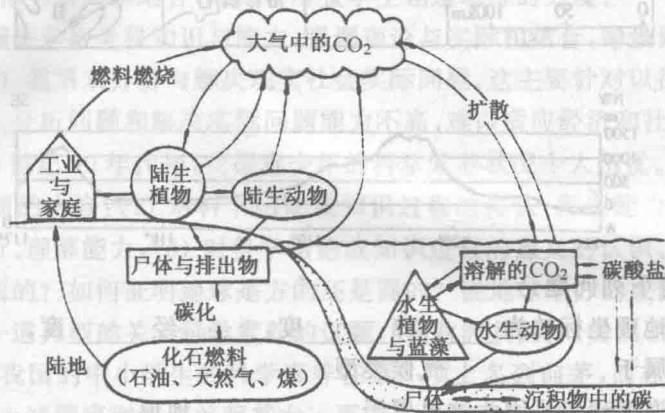 大气中的CO2
燃料燃烧
扩散
工业
与
家庭
陆生
植物
陆生动物
尸体与排出物
溶解的CO2
碳酸盐
碳化
水生
植物
与蓝藻
水生动物
陆地
化石燃料
(石油、天然气、煤)
尸体
沉积物中的碳